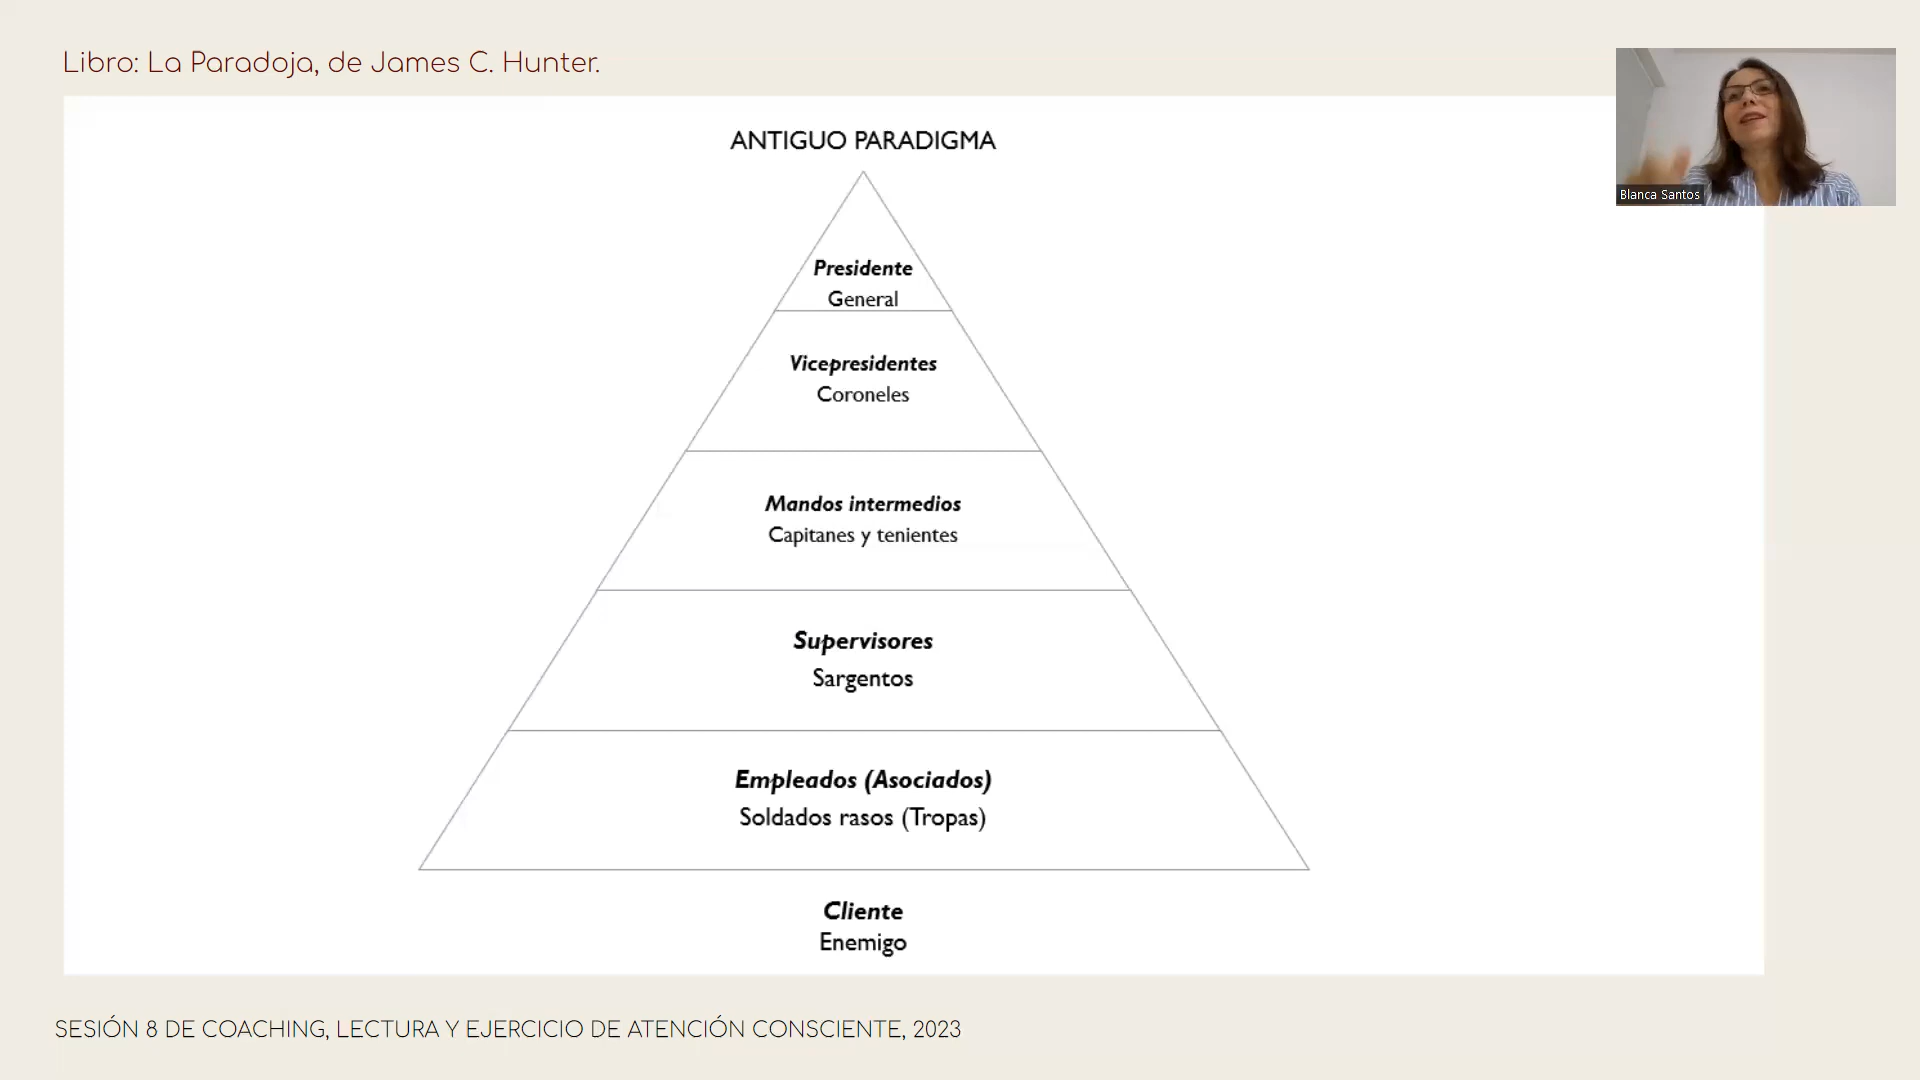 Libro: La Paradoja, de James C. Hunter.
Blanca Santos
ANTIGUO PARADIGMA
Presidente
General
Vicepresidentes
Coroneles
Mandos intermedios
Capitanes y tenientes
Supervisores
Sargentos
Empleados (Asociados)
Soldados rasos (Tropas)
Cliente
Enemigo
SESIÓN 8 DE COACHING, LECTURA Y EJERCICIO DE ATENCIÓN CONSCIENTE, 2023